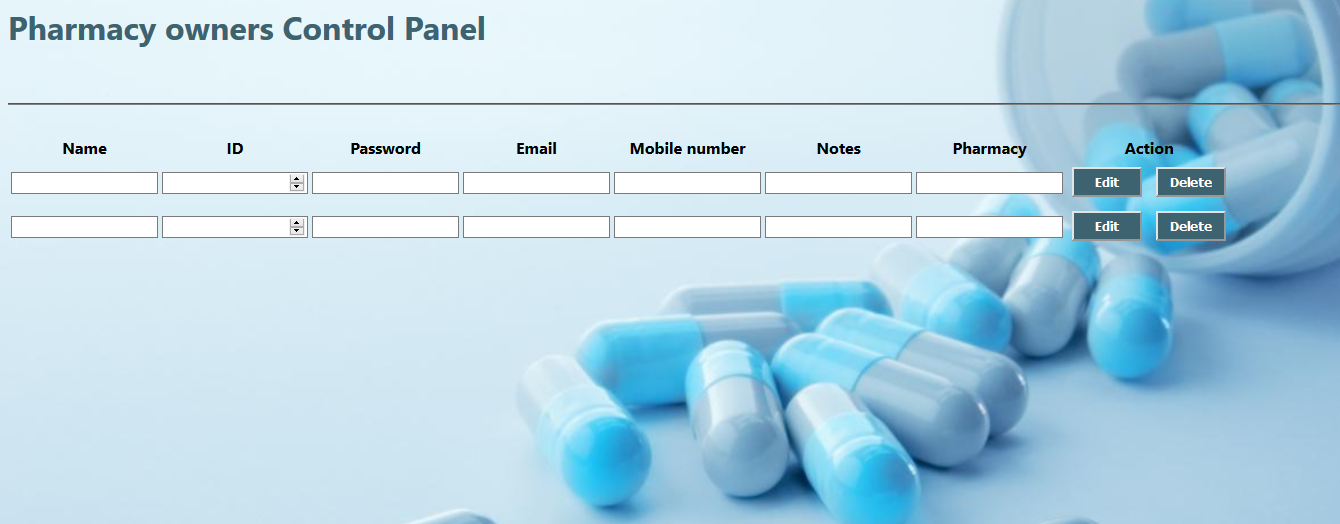 Pharmacy owners Control Panel
Name ID Password Email Mobile number Notes Pharmacy Action
Edit Delete
Edit Delete